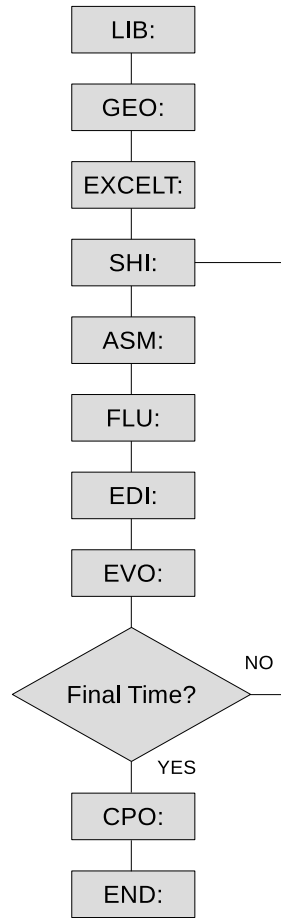 LIB:
GEO:
EXCELT:
SHI:
ASM:
FLU:
EDI:
EVO:
NO
Final Time?
YES
CPO:
END: